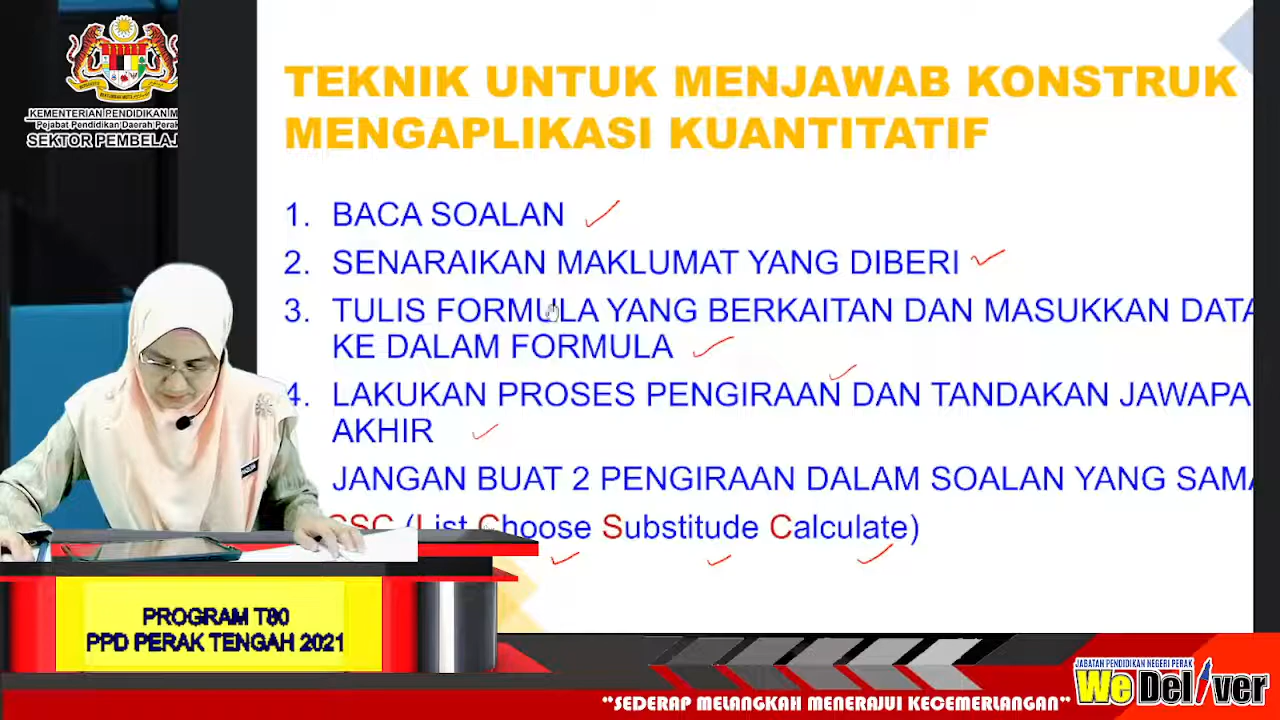 KEMENTERIAN PENDIDIKAN M
Pejabat Pendidikan Daerah Perak
SEKTOR PEMBELAJ
TEKNIK UNTUK MENJAWAB KONSTRUK
MENGAPLIKASI KUANTITATIF
1. BACA SOALAN
2. SENARAIKAN MAKLUMAT YANG DIBERI
3. TULIS FORMULA YANG BERKAITAN DAN MASUKKAN DATA
KE DALAM FORMULA
4. LAKUKAN PROSES PENGIRAAN DAN TANDAKAN JAWAPA
AKHIR
JANGAN BUAT 2 PENGIRAAN DALAM SOALAN YANG SAMA
CSC (List Choose Substitude Calculate)
PROGRAM T80
PPD PERAK TENGAH 2021
JABATAN PENDIDIKAN NEGERI PERAK
We Deliver
"SEDERAP MELANGKAH MENERAJUI KECEMERLANGAN"